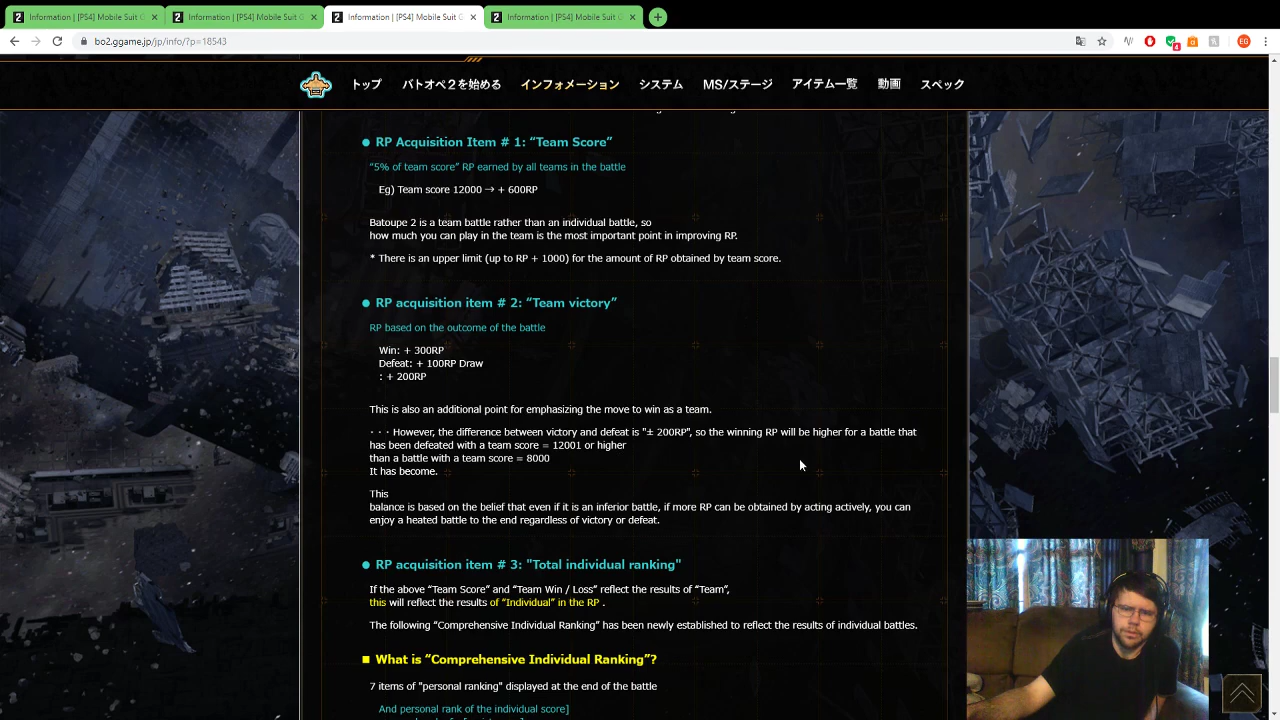 Information | [PS4] Mobile Suit G
Information | [PS4] Mobile Suit G
Information | [PS4] Mobile Suit G
Information | [PS4] Mobile Suit G
bo2.ggame.jp/jp/info/?p=18543
4
EG
トップ バトオペ2を始める インフォメーション システム MS/ステージ アイテム一覧 動画 スペック
● RP Acquisition Item # 1: “Team Score”
“5% of team score” RP earned by all teams in the battle
Eg) Team score 12000 → + 600RP
Batoupe 2 is a team battle rather than an individual battle, so
how much you can play in the team is the most important point in improving RP.
* There is an upper limit (up to RP + 1000) for the amount of RP obtained by team score.
● RP acquisition item # 2: “Team victory”
RP based on the outcome of the battle
Win: + 300RP
Defeat: + 100RP Draw
: + 200RP
This is also an additional point for emphasizing the move to win as a team.
・・・However, the difference between victory and defeat is "± 200RP", so the winning RP will be higher for a battle that
has been defeated with a team score = 12001 or higher
than a battle with a team score = 8000
It has become.
This
balance is based on the belief that even if it is an inferior battle, if more RP can be obtained by acting actively, you can
enjoy a heated battle to the end regardless of victory or defeat.
● RP acquisition item # 3: "Total individual ranking"
If the above “Team Score” and “Team Win / Loss” reflect the results of “Team”,
this will reflect the results of “Individual” in the RP .
The following “Comprehensive Individual Ranking” has been newly established to reflect the results of individual battles.
■ What is “Comprehensive Individual Ranking”?
7 items of "personal ranking" displayed at the end of the battle
And personal rank of the individual score]